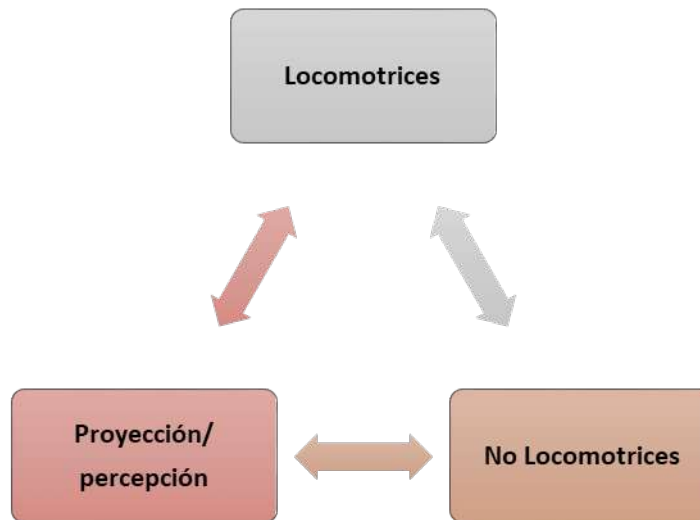 Locomotrices
Proyección/
percepción
No Locomotrices